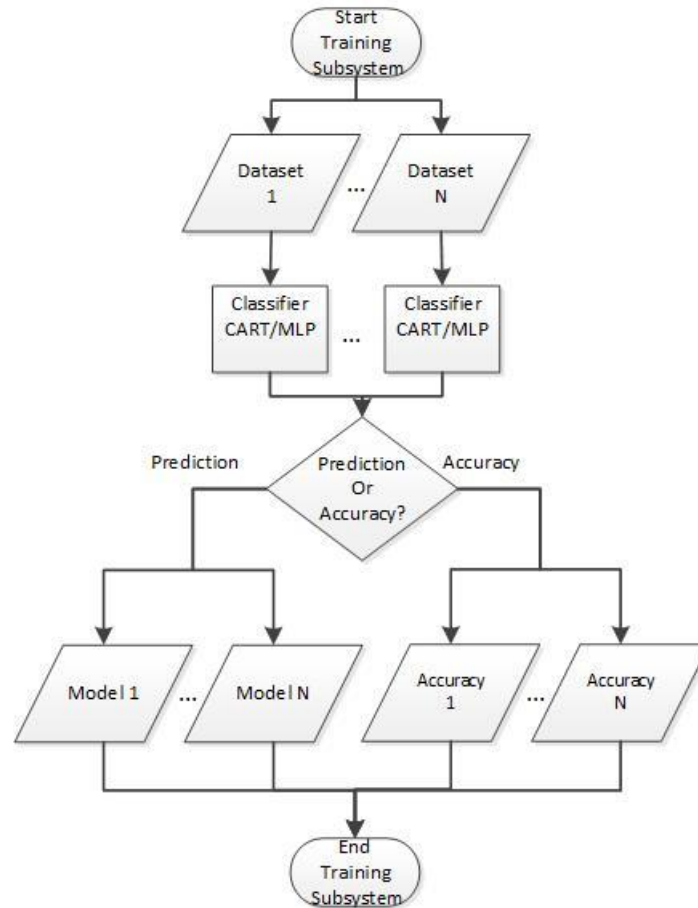 Start
Training
Subsystem
Dataset
1
...
Dataset
N
Classifier
CART/MLP
...
Classifier
CART/MLP
Prediction
Prediction
Or
Accuracy?
Accuracy
Model 1
...
Model N
Accuracy
1
...
Accuracy
N
End
Training
Subsystem